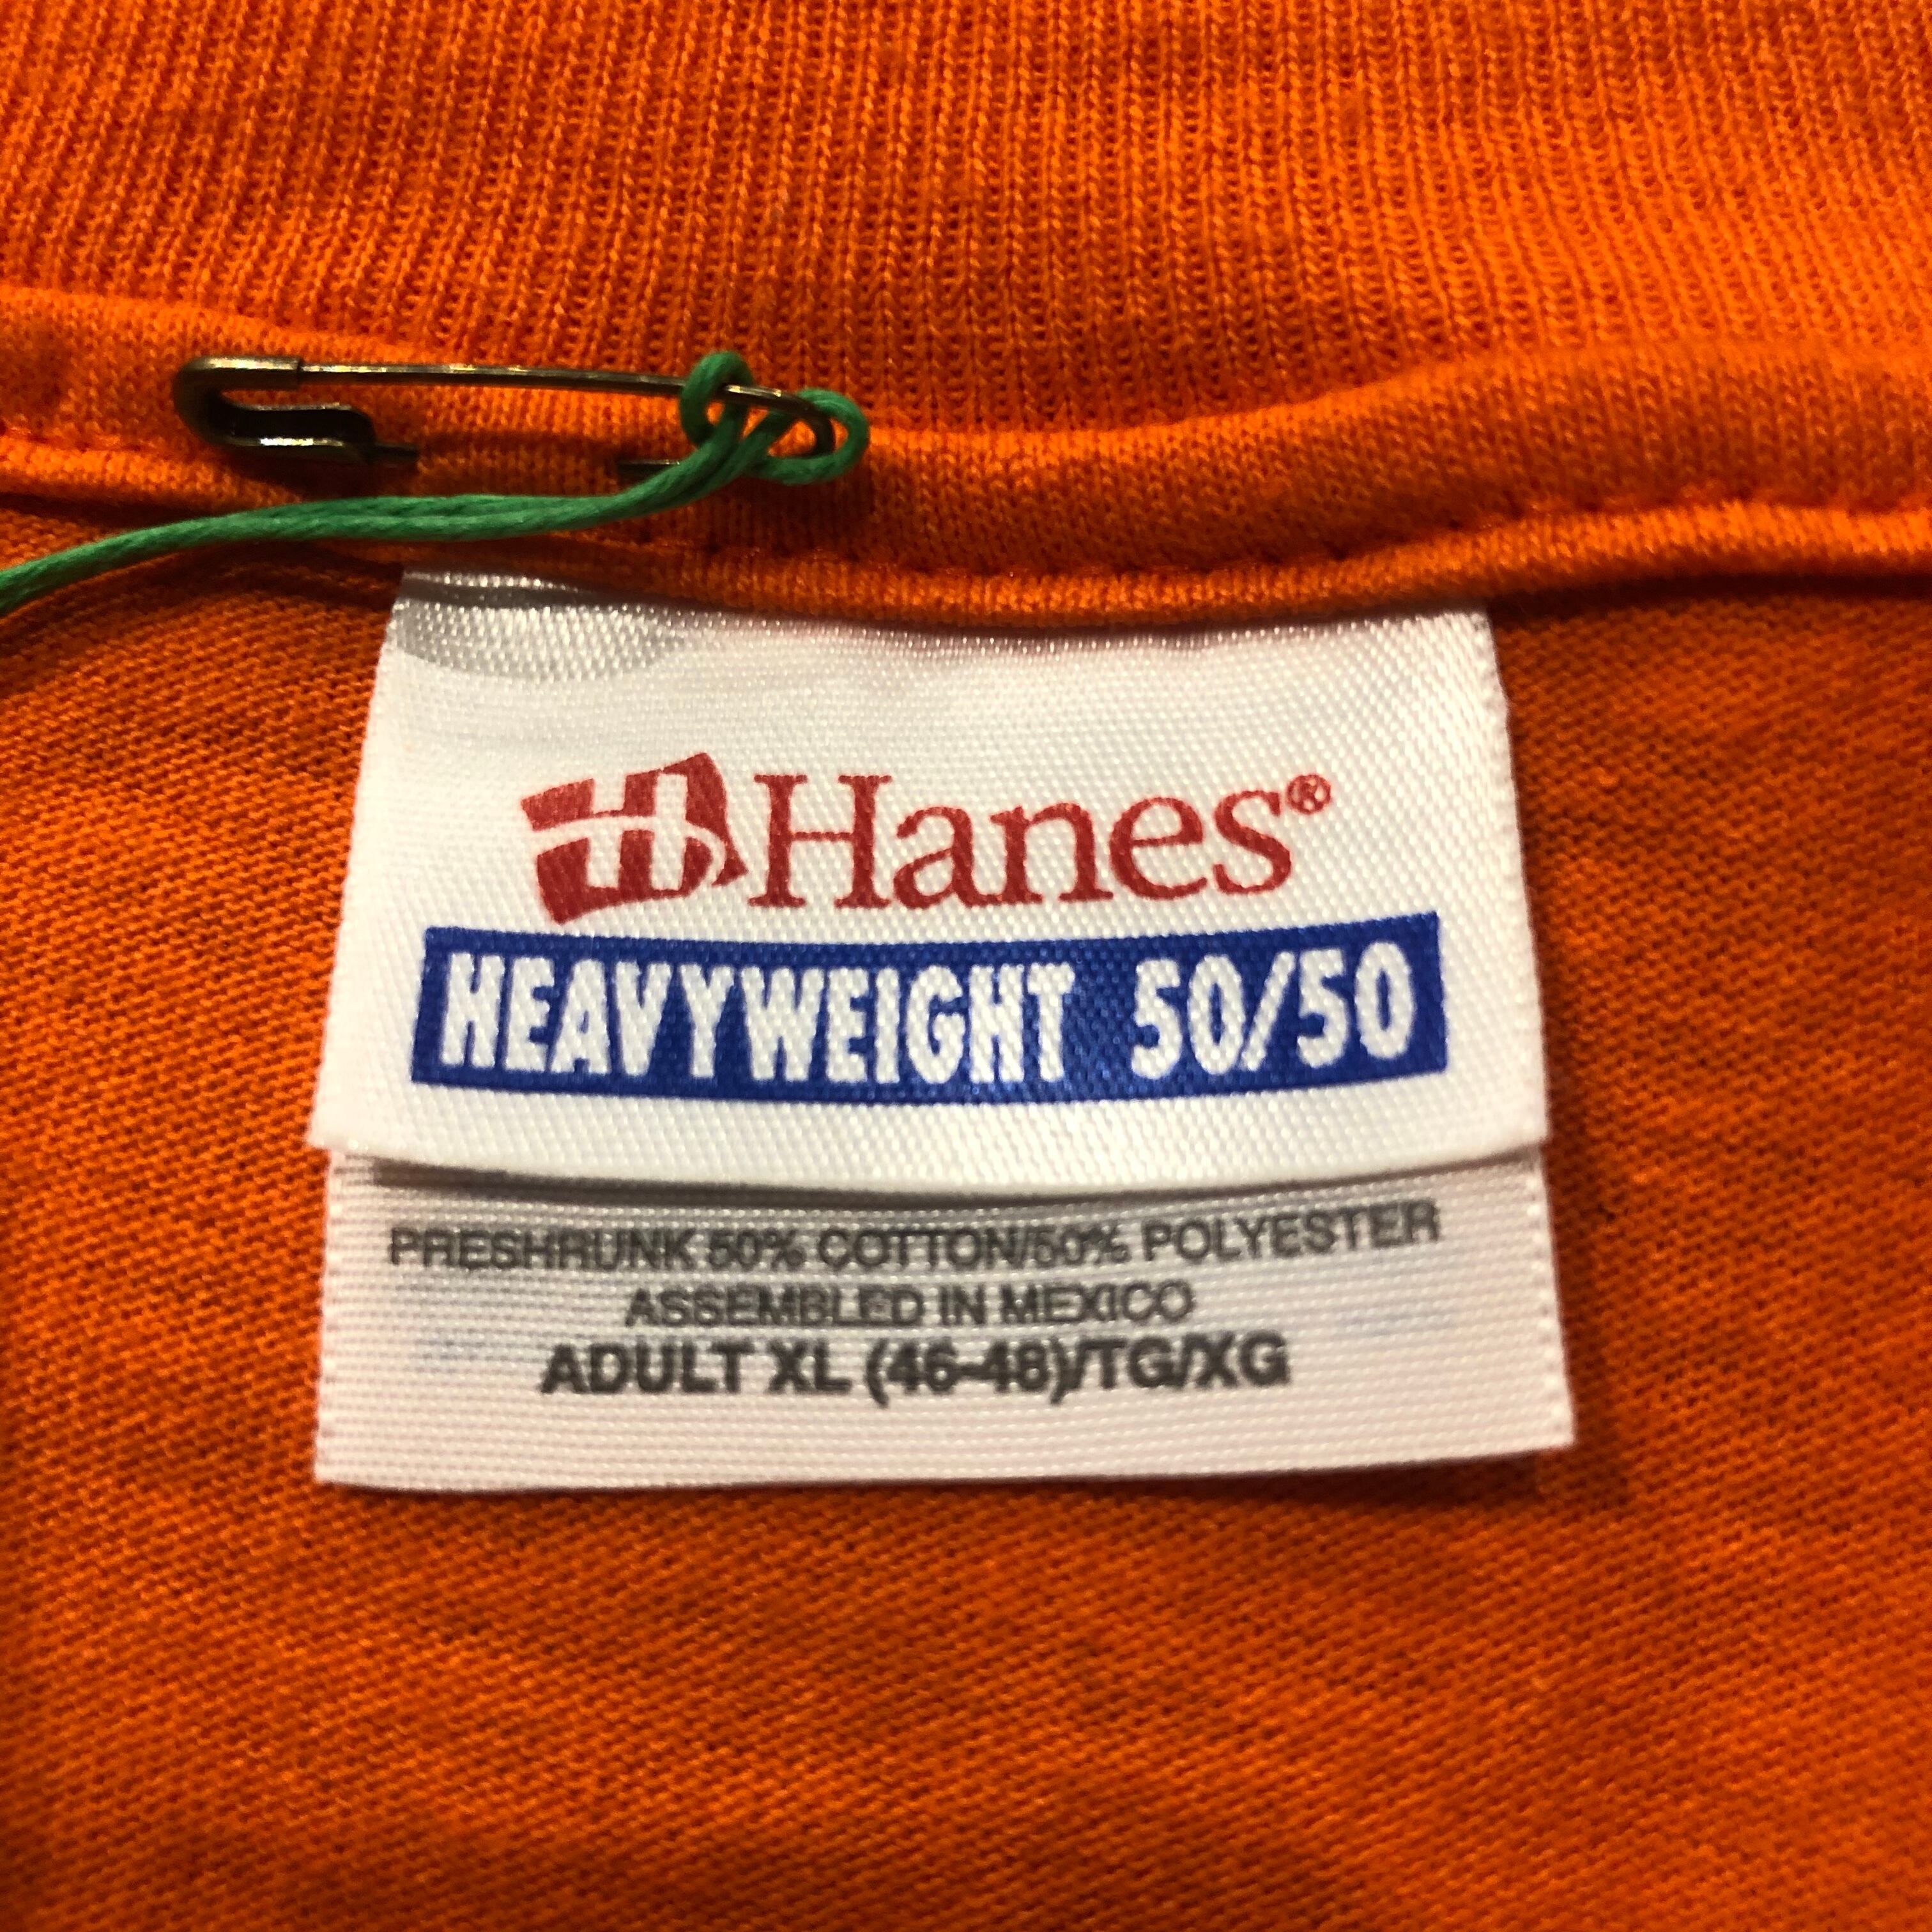 Hanes®
HEAVYWEIGHT 50/50
PRESHRUNK 50% COTTON/50% POLYESTER
ASSEMBLED IN MEXICO
ADULT XL (46-48)/TG/XG